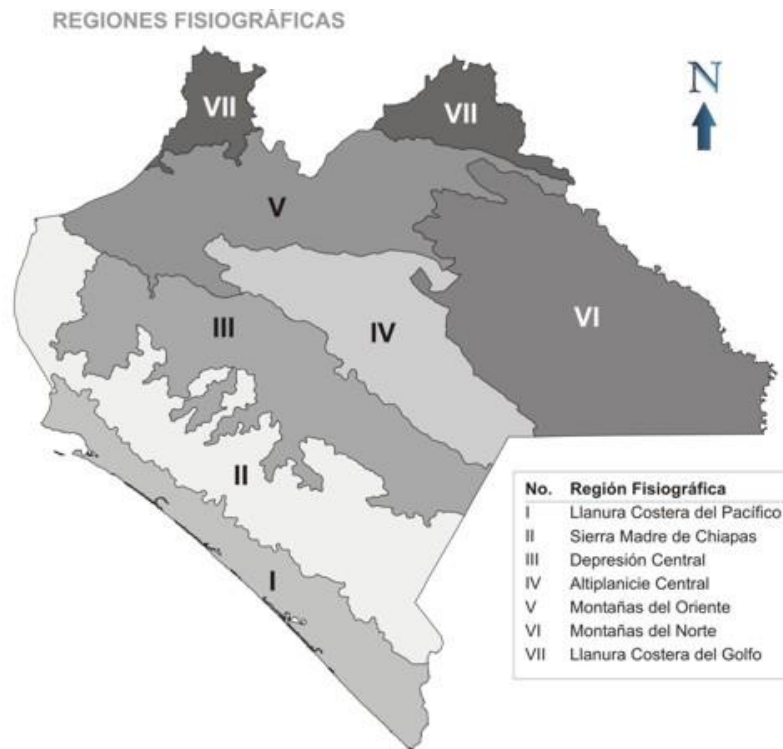 REGIONES FISIOGRÁFICAS
N
VII
VII
V
III
IV
VI
II
I
No. Región Fisiográfica
I Llanura Costera del Pacífico
II Sierra Madre de Chiapas
III Depresión Central
IV Altiplanicie Central
V Montañas del Oriente
VI Montañas del Norte
VII Llanura Costera del Golfo